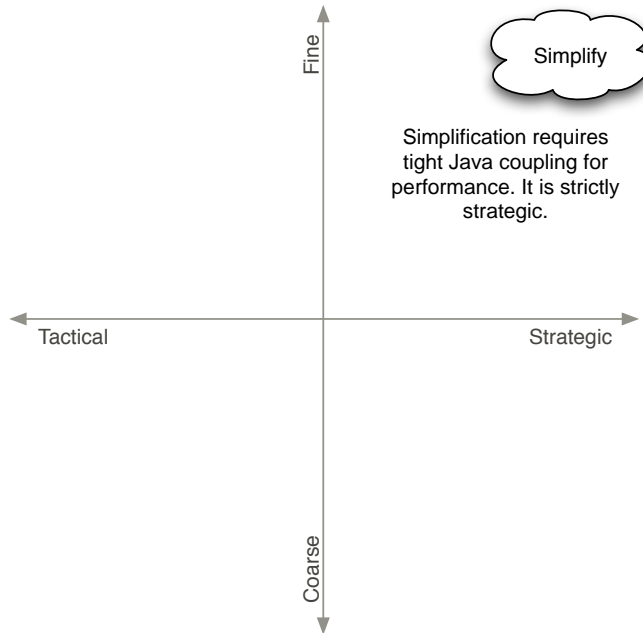 Fine
Simplify
Simplification requires
tight Java coupling for
performance. It is strictly
strategic.
Tactical
Strategic
Coarse